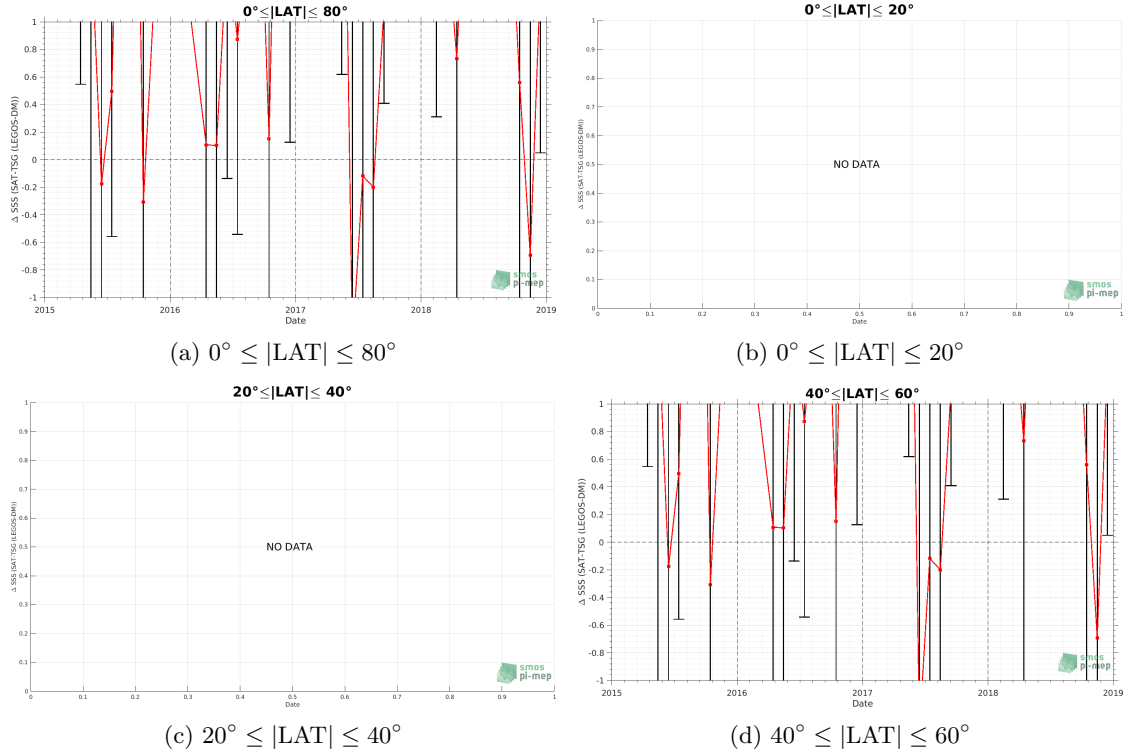 0°≤|LAT|≤ 80°
1
0.8
0.6
0.4
0.2
0
-0.2
-0.4
-0.6
-0.8
-1
Δ SSS (SAT-TSG (LEGOS-DM))
2015 2016 2017 2018 2019
Date
smos
pi-mep
(a) 0° ≤ |LAT| ≤ 80°
0°≤|LAT|≤ 20°
1
0.9
0.8
0.7
0.6
0.5
0.4
0.3
0.2
0.1
0
Δ SSS (SAT-TSG (LEGOS-DM))
NO DATA
0 0.1 0.2 0.3 0.4 0.5 0.6 0.7 0.8 0.9 1
Date
smos
pi-mep
(b) 0° ≤ |LAT| ≤ 20°
20°≤|LAT|≤ 40°
1
0.9
0.8
0.7
0.6
0.5
0.4
0.3
0.2
0.1
0
Δ SSS (SAT-TSG (LEGOS-DM))
NO DATA
0 0.1 0.2 0.3 0.4 0.5 0.6 0.7 0.8 0.9 1
Date
smos
pi-mep
(c) 20° ≤ |LAT| ≤ 40°
40°≤|LAT|≤ 60°
1
0.8
0.6
0.4
0.2
0
-0.2
-0.4
-0.6
-0.8
-1
Δ SSS (SAT-TSG (LEGOS-DM))
2015 2016 2017 2018 2019
Date
smos
pi-mep
(d) 40° ≤ |LAT| ≤ 60°